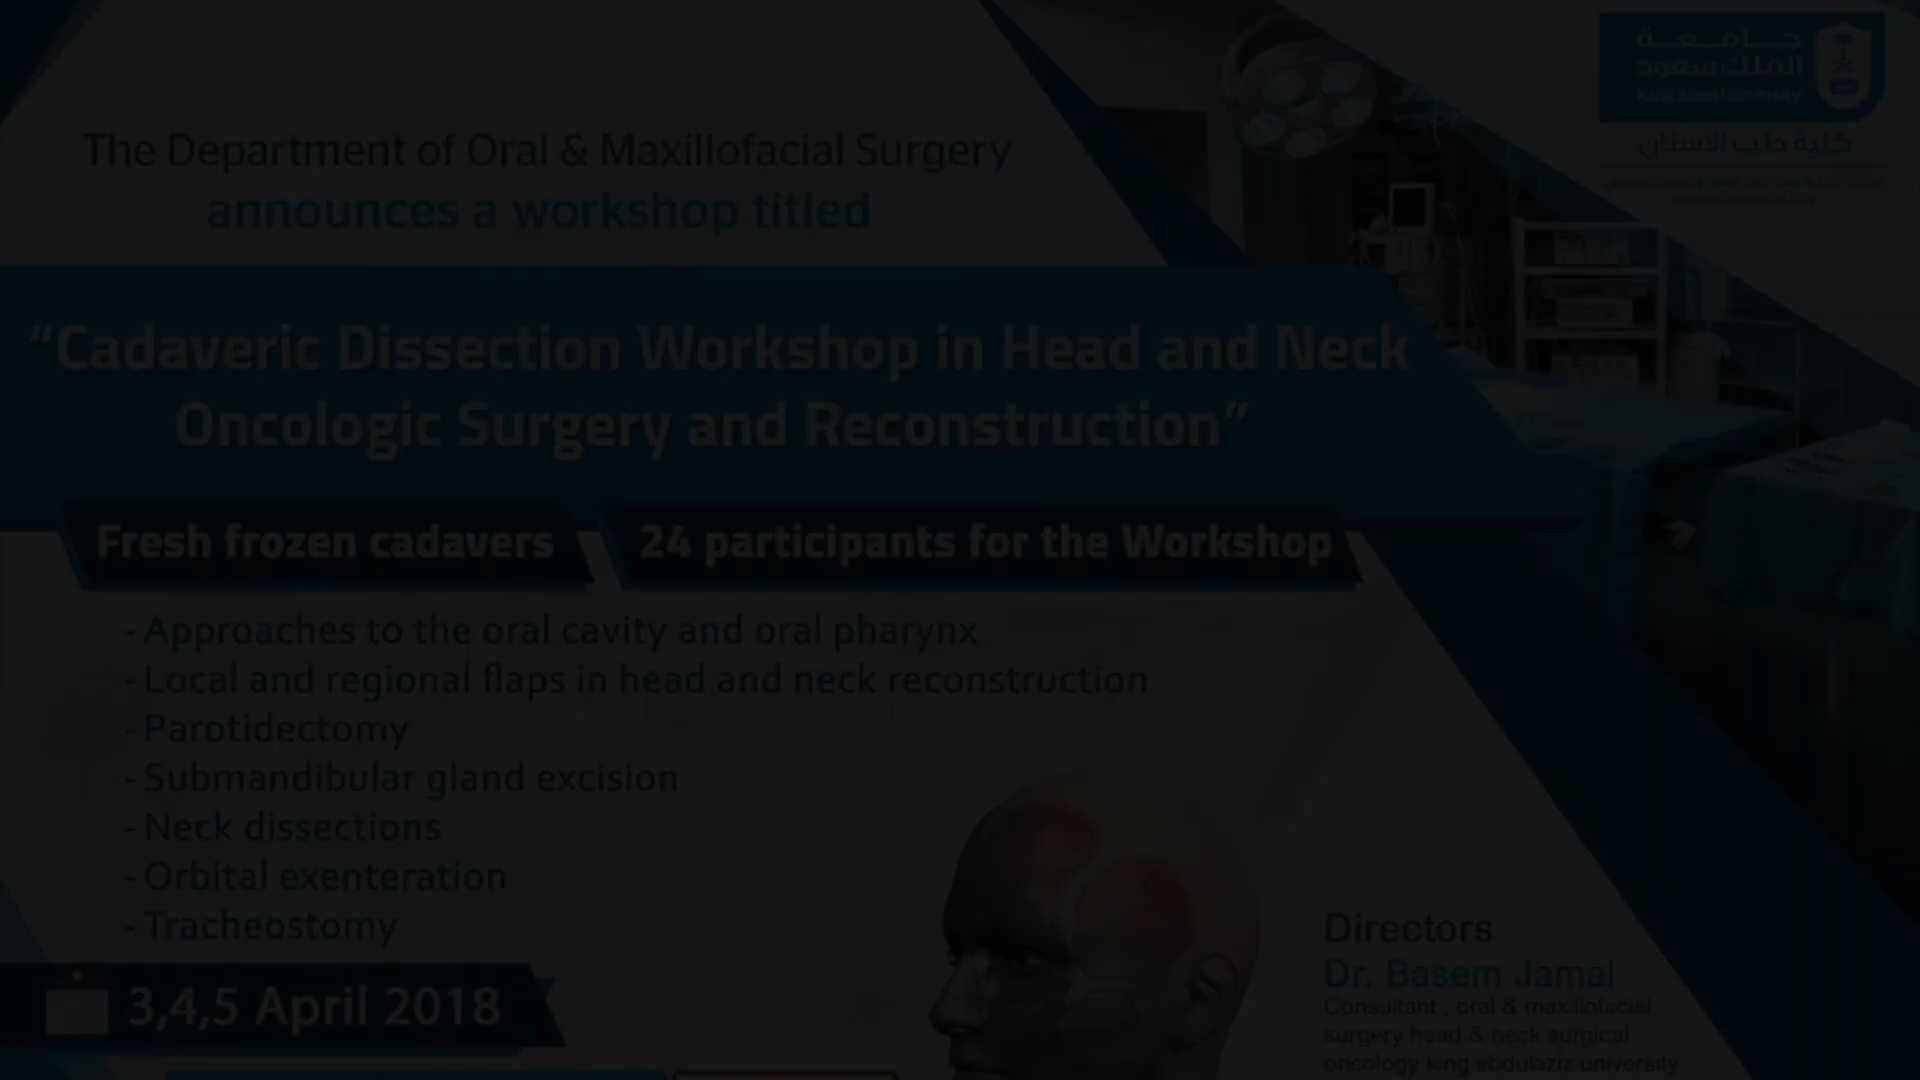 جامعة
الملك سعود
King Saud University
كلية طب الأسنان
The Department of Oral & Maxillofacial Surgery
announces a workshop titled
“Cadaveric Dissection Workshop in Head and Neck
Oncologic Surgery and Reconstruction”
Fresh frozen cadavers
24 participants for the Workshop
- Approaches to the oral cavity and oral pharynx
- Local and regional flaps in head and neck reconstruction
- Parotidectomy
- Submandibular gland excision
- Neck dissections
- Orbital exenteration
- Tracheostomy
3,4,5 April 2018
Directors
Dr. Basem Jamal
Consultant , oral & maxillofacial
surgery head & neck surgical
oncology king abdulaziz university